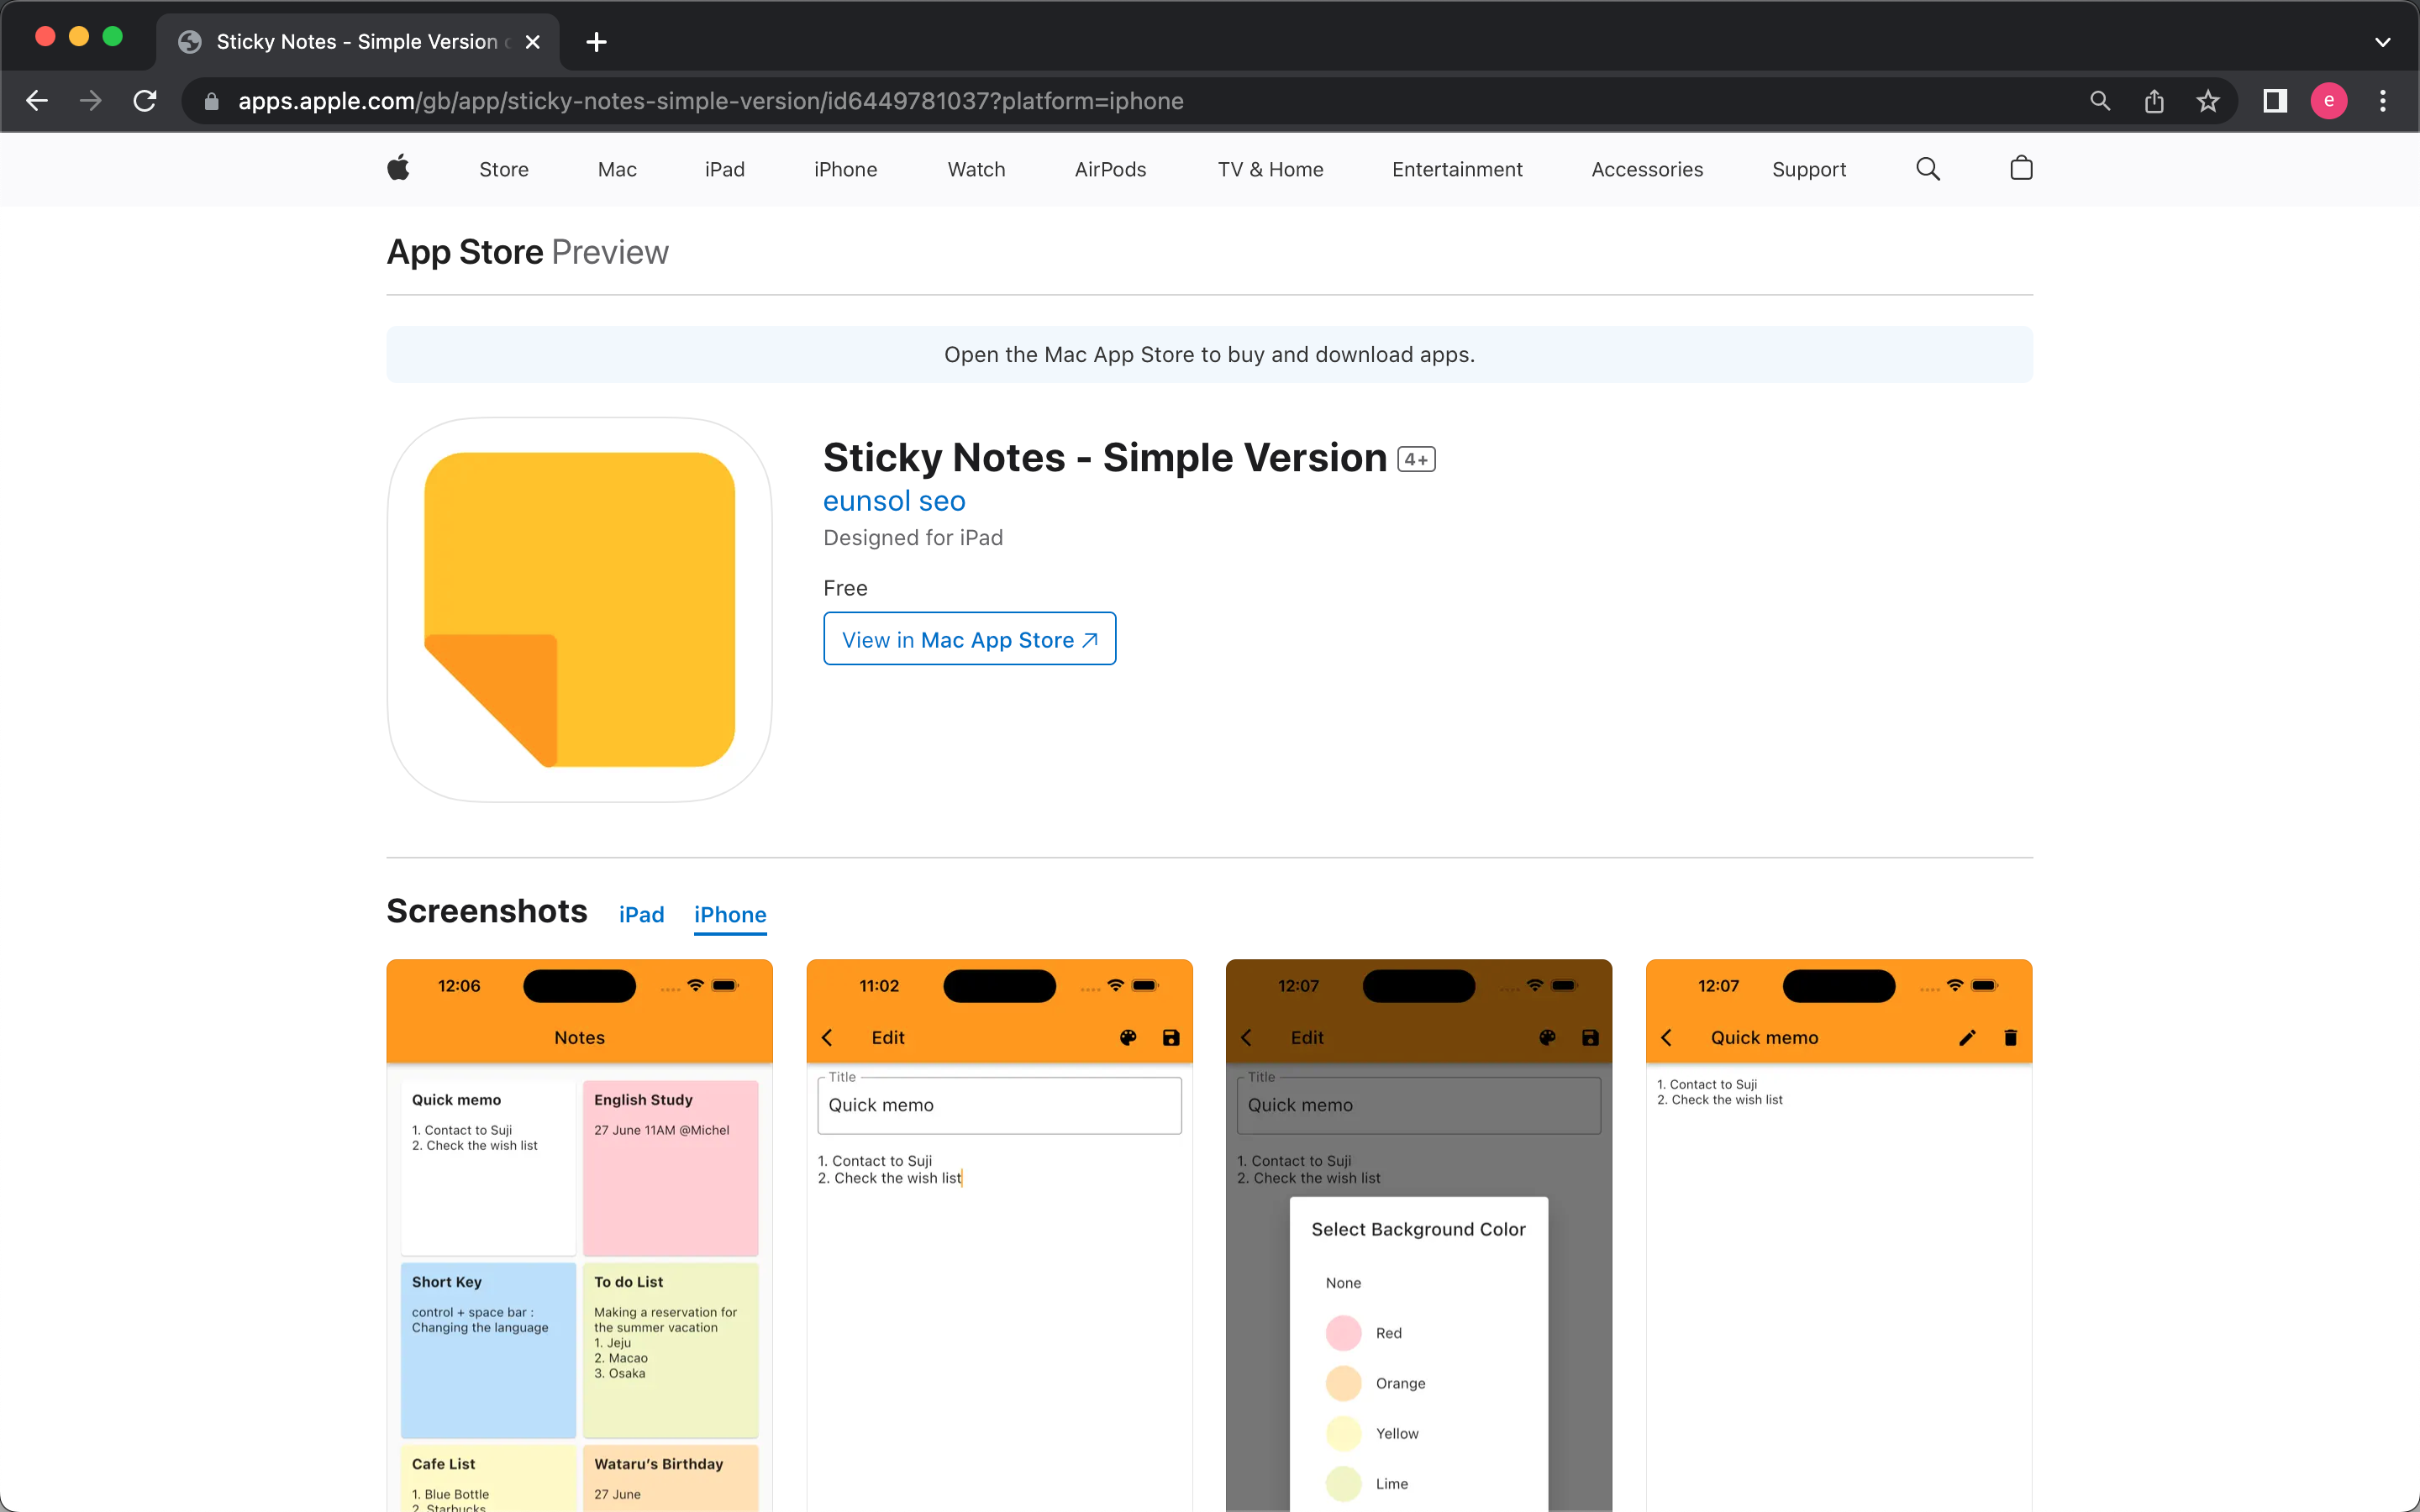 Sticky Notes - Simple Version
apps.apple.com/gb/app/sticky-notes-simple-version/id6449781037?platform=iphone
e
Store Mac iPad iPhone Watch AirPods TV & Home Entertainment Accessories Support
App Store Preview
Open the Mac App Store to buy and download apps.
Sticky Notes - Simple Version 4+
eunsol seo
Designed for iPad
Free
View in Mac App Store
Screenshots iPad iPhone
12:06
Notes
Quick memo
1. Contact to Suji
2. Check the wish list
English Study
27 June 11AM @Michel
Short Key
control + space bar :
Changing the language
To do List
Making a reservation for
the summer vacation
1. Jeju
2. Macao
3. Osaka
Cafe List
1. Blue Bottle
2. Starbucks
Wataru's Birthday
27 June
11:02
Edit
Title
Quick memo
1. Contact to Suji
2. Check the wish list
12:07
Edit
Title
Quick memo
1. Contact to Suji
2. Check the wish list
Select Background Color
None
Red
Orange
Yellow
Lime
12:07
Quick memo
1. Contact to Suji
2. Check the wish list